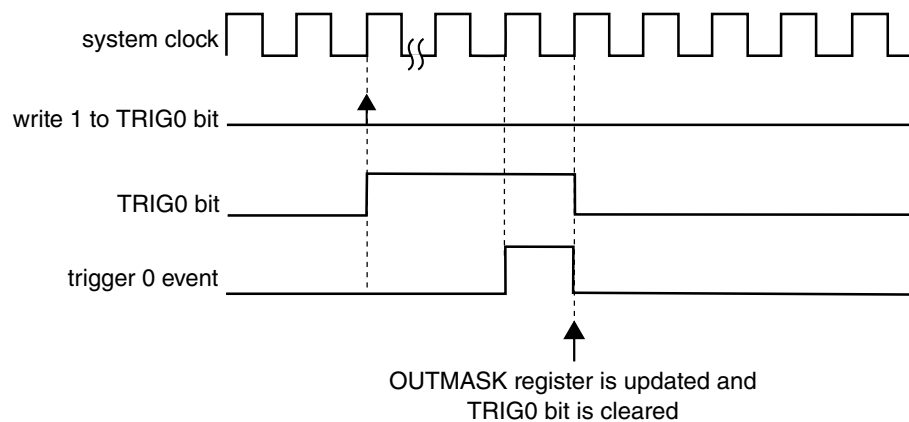 system clock
write 1 to TRIG0 bit
TRIG0 bit
trigger 0 event
OUTMASK register is updated and
TRIG0 bit is cleared